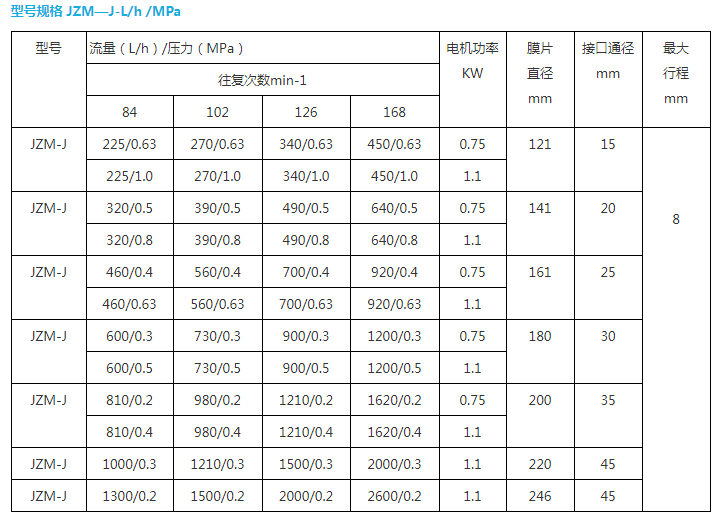 型号规格 JZM—J-L/h /MPa
型号 流量（L/h）/压力（MPa） 电机功率 膜片 接口通径 最大
KW 直径 mm 行程
往复次数min-1
mm mm
84 102 126 168
JZM-J 225/0.63 270/0.63 340/0.63 450/0.63 0.75 121 15
225/1.0 270/1.0 340/1.0 450/1.0 1.1
JZM-J 320/0.5 390/0.5 490/0.5 640/0.5 0.75 141 20
8
320/0.8 390/0.8 490/0.8 640/0.8 1.1
JZM-J 460/0.4 560/0.4 700/0.4 920/0.4 0.75 161 25
460/0.63 560/0.63 700/0.63 920/0.63 1.1
JZM-J 600/0.3 730/0.3 900/0.3 1200/0.3 0.75 180 30
600/0.5 730/0.5 900/0.5 1200/0.5 1.1
JZM-J 810/0.2 980/0.2 1210/0.2 1620/0.2 0.75 200 35
810/0.4 980/0.4 1210/0.4 1620/0.4 1.1
JZM-J 1000/0.3 1210/0.3 1500/0.3 2000/0.3 1.1 220 45
JZM-J 1300/0.2 1500/0.2 2000/0.2 2600/0.2 1.1 246 45